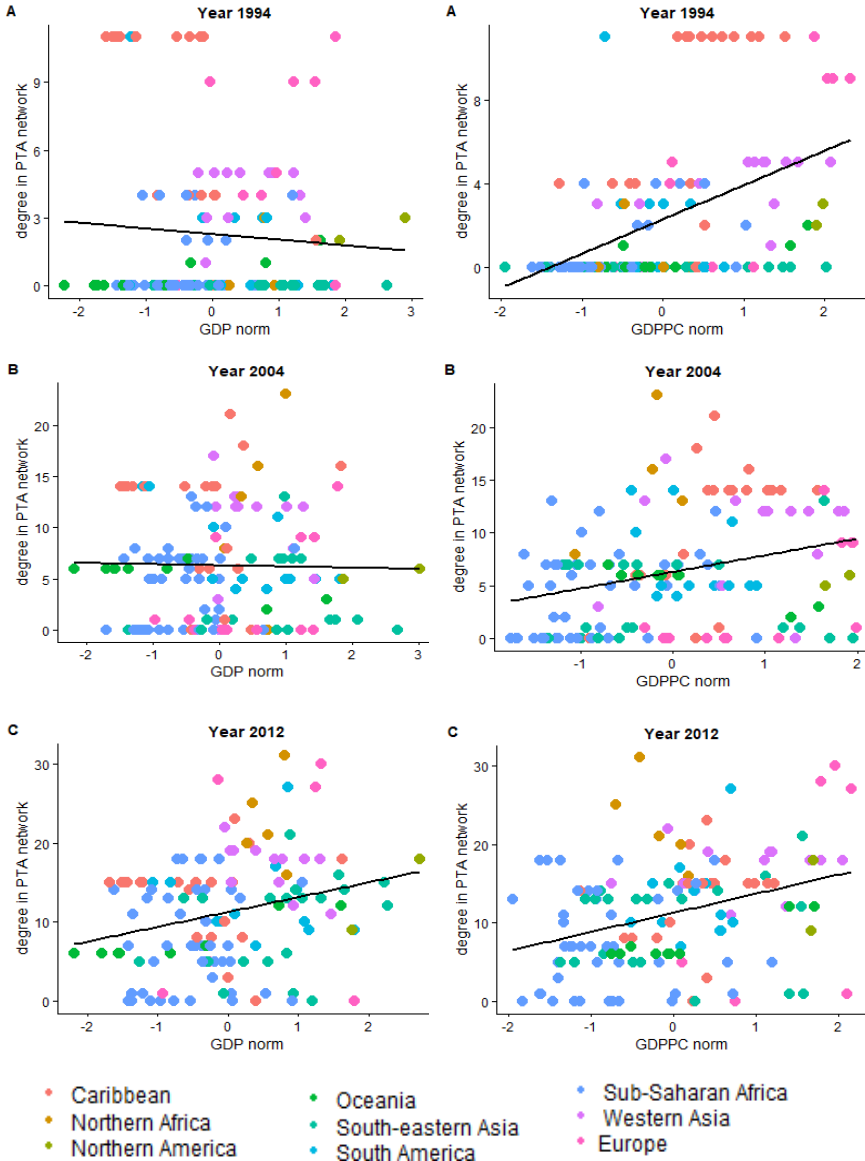 A
Year 1994
degree in PTA network
11
9
6
3
0
-2
-1
0
1
2
3
GDP norm
A
Year 1994
degree in PTA network
8
4
0
-2
-1
0
1
2
GDPPC norm
B
Year 2004
degree in PTA network
20
15
10
5
0
-2
-1
0
1
2
3
GDP norm
B
Year 2004
degree in PTA network
20
15
10
5
0
-1
0
1
2
GDPPC norm
C
Year 2012
degree in PTA network
30
20
10
0
-2
-1
0
1
2
GDP norm
C
Year 2012
degree in PTA network
30
20
10
0
-2
-1
0
1
2
GDPPC norm
Caribbean
Northern Africa
Northern America
Oceania
South-eastern Asia
South America
Sub-Saharan Africa
Western Asia
Europe